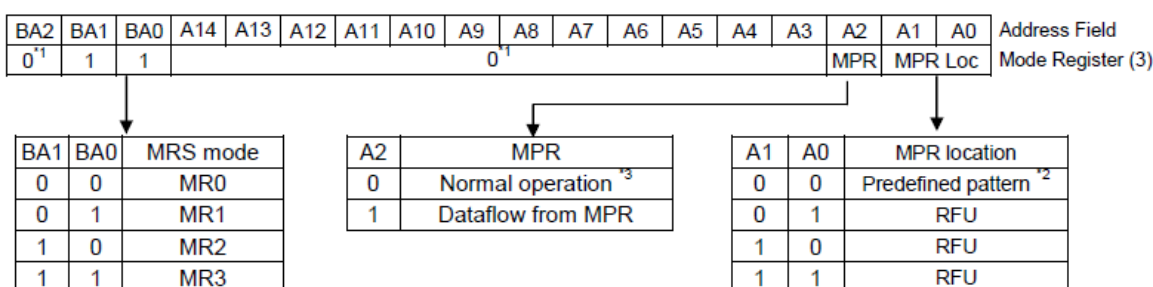 BA2 BA1 BA0 A14 A13 A12 A11 A10 A9 A8 A7 A6 A5 A4 A3 A2 A1 A0 Address Field
0*1 1 1 0*1 MPR MPR Loc Mode Register (3)
BA1 BA0 MRS mode
0 0 MR0
0 1 MR1
1 0 MR2
1 1 MR3
A2 MPR
0 Normal operation *3
1 Dataflow from MPR
A1 A0 MPR location
0 0 Predefined pattern *2
0 1 RFU
1 0 RFU
1 1 RFU